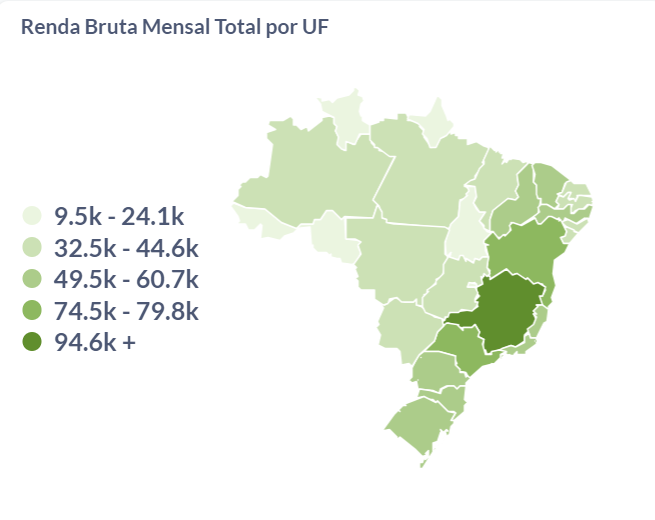 Renda Bruta Mensal Total por UF
9.5k - 24.1k
32.5k - 44.6k
49.5k - 60.7k
74.5k - 79.8k
94.6k +